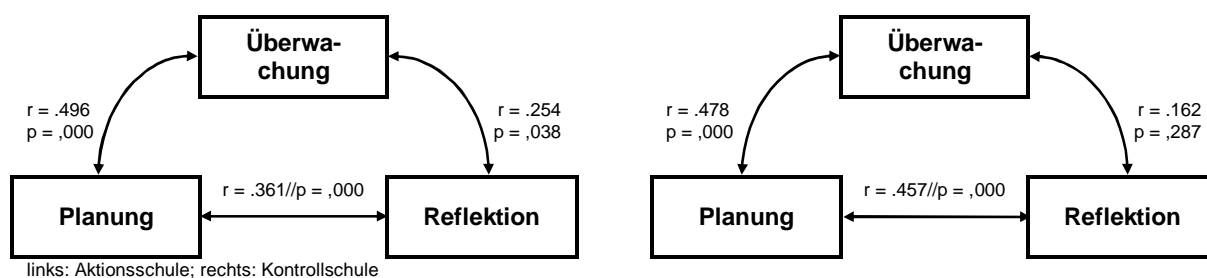 Überwa-
chung
r = .496
p = ,000
r = .254
p = ,038
r = .361//p = ,000
Planung
Reflektion
Überwa-
chung
r = .478
p = ,000
r = .162
p = ,287
r = .457//p = ,000
Planung
Reflektion
links: Aktionsschule; rechts: Kontrollschule